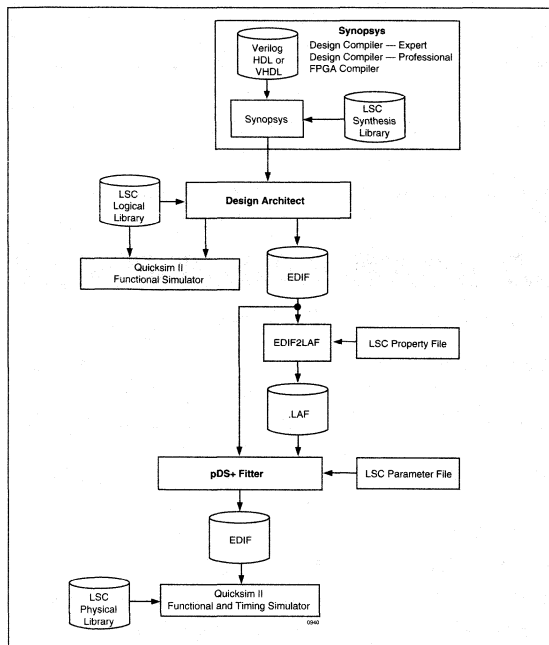 Synopsys
Design Compiler — Expert
Design Compiler — Professional
FPGA Compiler
Verilog
HDL or
VHDL
Synopsys
LSC
Synthesis
Library
LSC
Logical
Library
Design Architect
Quicksim II
Functional Simulator
EDIF
EDIF2LAF
LSC Property File
.LAF
pDS+ Fitter
LSC Parameter File
EDIF
LSC
Physical
Library
Quicksim II
Functional and Timing Simulator
0940